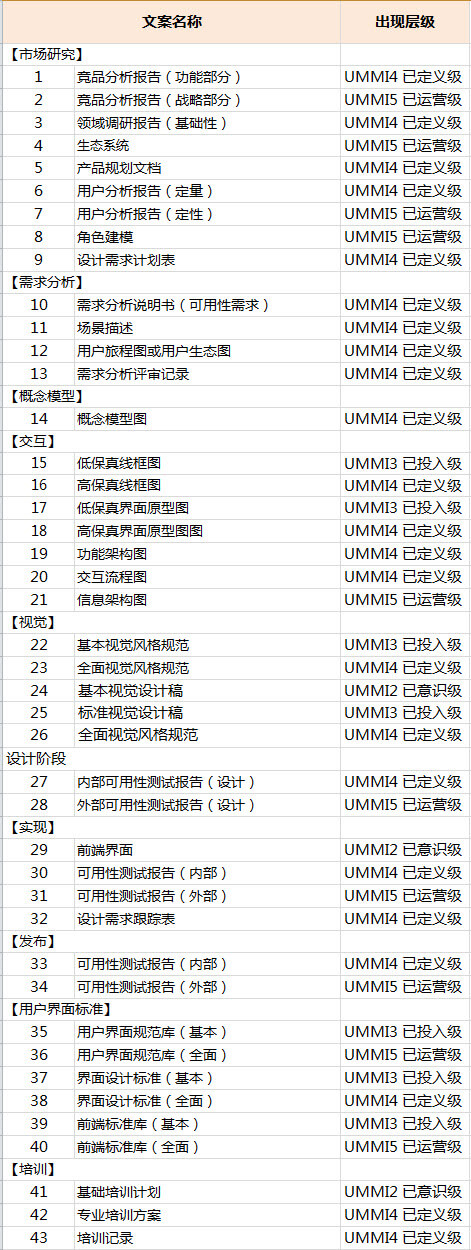 文案名称 出现层级
【市场研究】
1 竞品分析报告（功能部分） UMMI4 已定义级
2 竞品分析报告（战略部分） UMMI5 已运营级
3 领域调研报告（基础性） UMMI4 已定义级
4 生态系统 UMMI5 已运营级
5 产品规划文档 UMMI4 已定义级
6 用户分析报告（定量） UMMI4 已定义级
7 用户分析报告（定性） UMMI5 已运营级
8 角色建模 UMMI5 已运营级
9 设计需求计划表 UMMI4 已定义级
【需求分析】
10 需求分析说明书（可用性需求） UMMI4 已定义级
11 场景描述 UMMI4 已定义级
12 用户旅程图或用户生态图 UMMI4 已定义级
13 需求分析评审记录 UMMI4 已定义级
【概念模型】
14 概念模型图 UMMI4 已定义级
【交互】
15 低保真线框图 UMMI3 已投入级
16 高保真线框图 UMMI4 已定义级
17 低保真界面原型图 UMMI3 已投入级
18 高保真界面原型图图 UMMI4 已定义级
19 功能架构图 UMMI4 已定义级
20 交互流程图 UMMI4 已定义级
21 信息架构图 UMMI5 已运营级
【视觉】
22 基本视觉风格规范 UMMI3 已投入级
23 全面视觉风格规范 UMMI4 已定义级
24 基本视觉设计稿 UMMI2 已意识级
25 标准视觉设计稿 UMMI3 已投入级
26 全面视觉风格规范 UMMI4 已定义级
设计阶段
27 内部可用性测试报告（设计） UMMI4 已定义级
28 外部可用性测试报告（设计） UMMI5 已运营级
【实现】
29 前端界面 UMMI2 已意识级
30 可用性测试报告（内部） UMMI4 已定义级
31 可用性测试报告（外部） UMMI5 已运营级
32 设计需求跟踪表 UMMI4 已定义级
【发布】
33 可用性测试报告（内部） UMMI4 已定义级
34 可用性测试报告（外部） UMMI5 已运营级
【用户界面标准】
35 用户界面规范库（基本） UMMI3 已投入级
36 用户界面规范库（全面） UMMI5 已运营级
37 界面设计标准（基本） UMMI3 已投入级
38 界面设计标准（全面） UMMI4 已定义级
39 前端标准库（基本） UMMI3 已投入级
40 前端标准库（全面） UMMI5 已运营级
【培训】
41 基础培训计划 UMMI2 已意识级
42 专业培训方案 UMMI4 已定义级
43 培训记录 UMMI4 已定义级